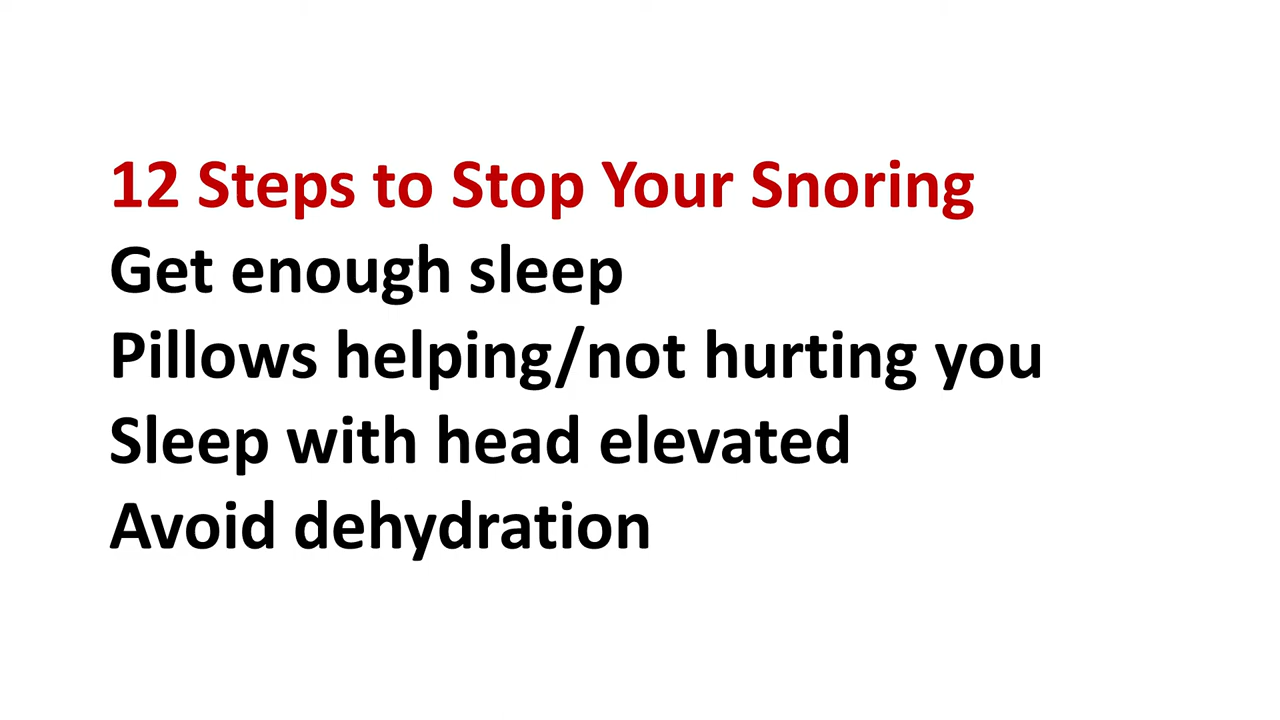 12 Steps to Stop Your Snoring
Get enough sleep
Pillows helping/not hurting you
Sleep with head elevated
Avoid dehydration